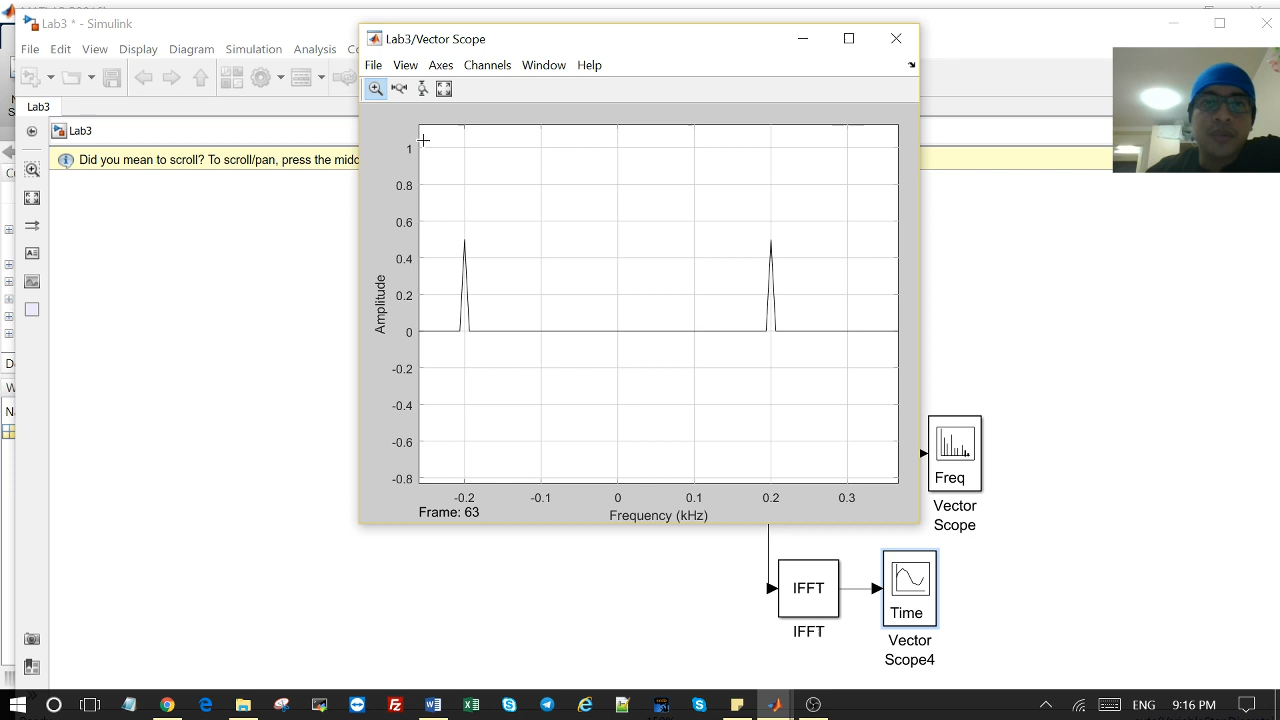 Lab3 * - Simulink
File Edit View Display Diagram Simulation Analysis
Lab3
Lab3
Did you mean to scroll? To scroll/pan, press the
Lab3/Vector Scope
File View Axes Channels Window Help
1
0.8
0.6
0.4
0.2
0
-0.2
-0.4
-0.6
-0.8
Amplitude
-0.2 -0.1 0 0.1 0.2 0.3
Frame: 63
Frequency (kHz)
Freq
Vector
Scope
IFFT
IFFT
Time
Vector
Scope4
ENG 9:16 PM